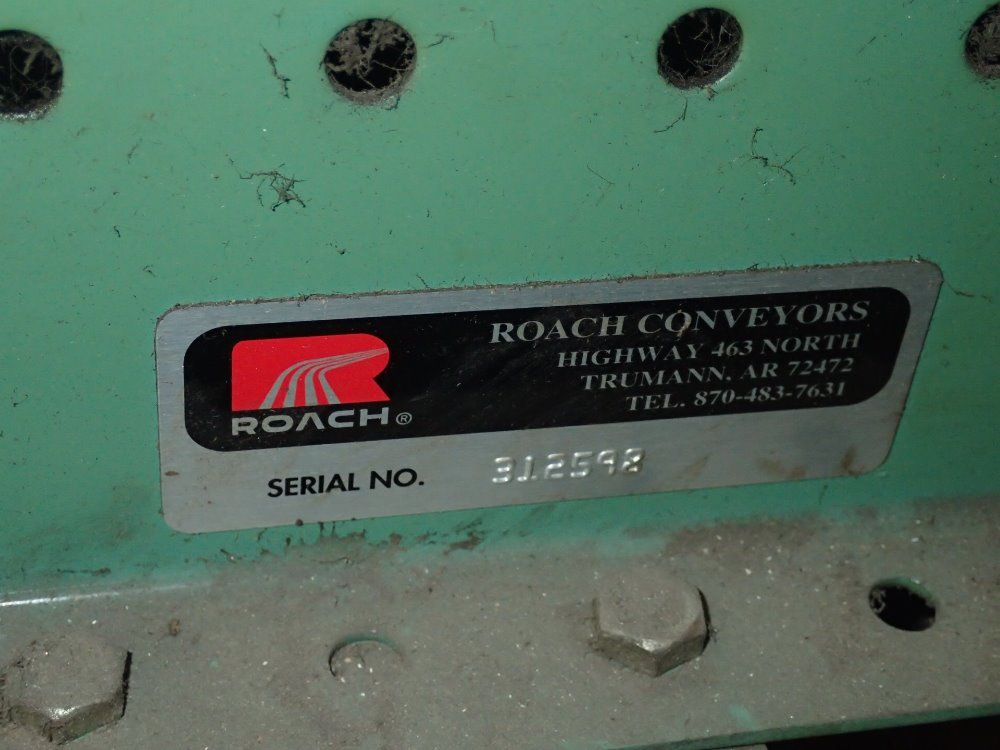 ROACH CONVEYORS
HIGHWAY 463 NORTH
TRUMANN, AR 72472
TEL. 870-483-7631
ROACH®
SERIAL NO. 312598